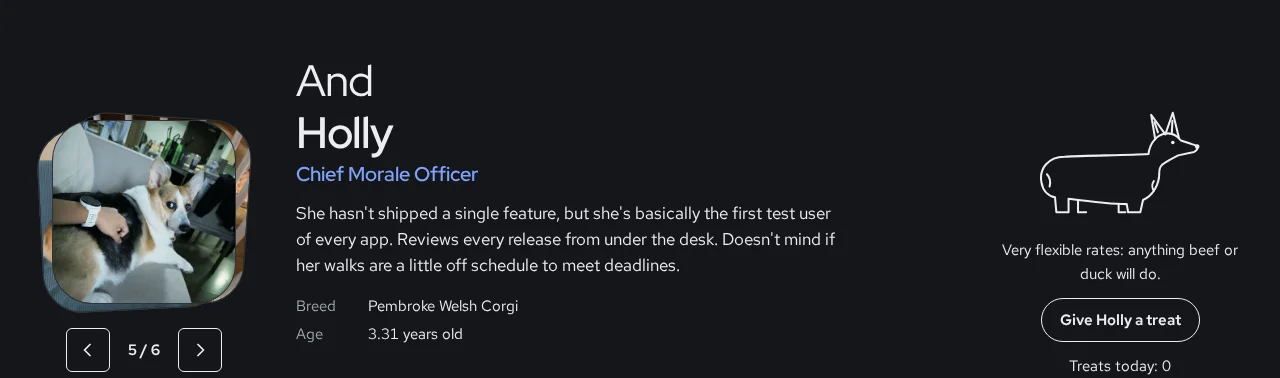 And
Holly
Chief Morale Officer
She hasn't shipped a single feature, but she's basically the first test user
of every app. Reviews every release from under the desk. Doesn't mind if
her walks are a little off schedule to meet deadlines.
Breed Pembroke Welsh Corgi
Age 3.31 years old
5 / 6
Very flexible rates: anything beef or
duck will do.
Give Holly a treat
Treats today: 0